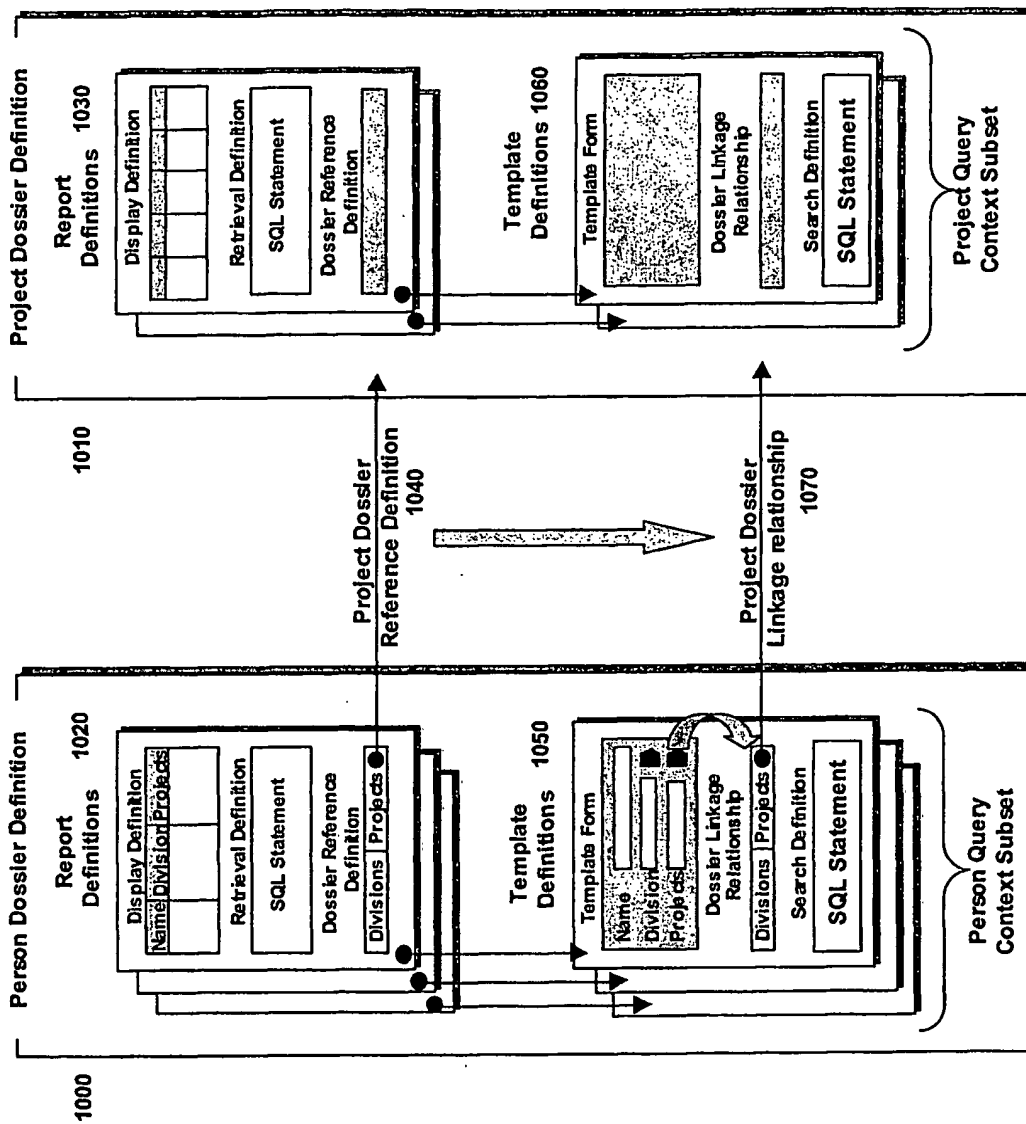 1000
Person Dossier Definition
Report
Definitions
1020
Display Definition
Name Division Projects
Retrieval Definition
SQL Statement
Dossier Reference
Definition
Divisions Projects
Template
Definitions
1050
Template Form
Name
Division
Projects
Dossier Linkage
Relationship
Divisions Projects
Search Definition
SQL Statement
Person Query
Context Subset
1010
Project Dossier
Reference Definition
1040
Project Dossier
Linkage relationship
1070
Project Dossier Definition
Report
Definitions 1030
Display Definition
Retrieval Definition
SQL Statement
Dossier Reference
Definition
Template
Definitions 1060
Template Form
Dossier Linkage
Relationship
Search Definition
SQL Statement
Project Query
Context Subset